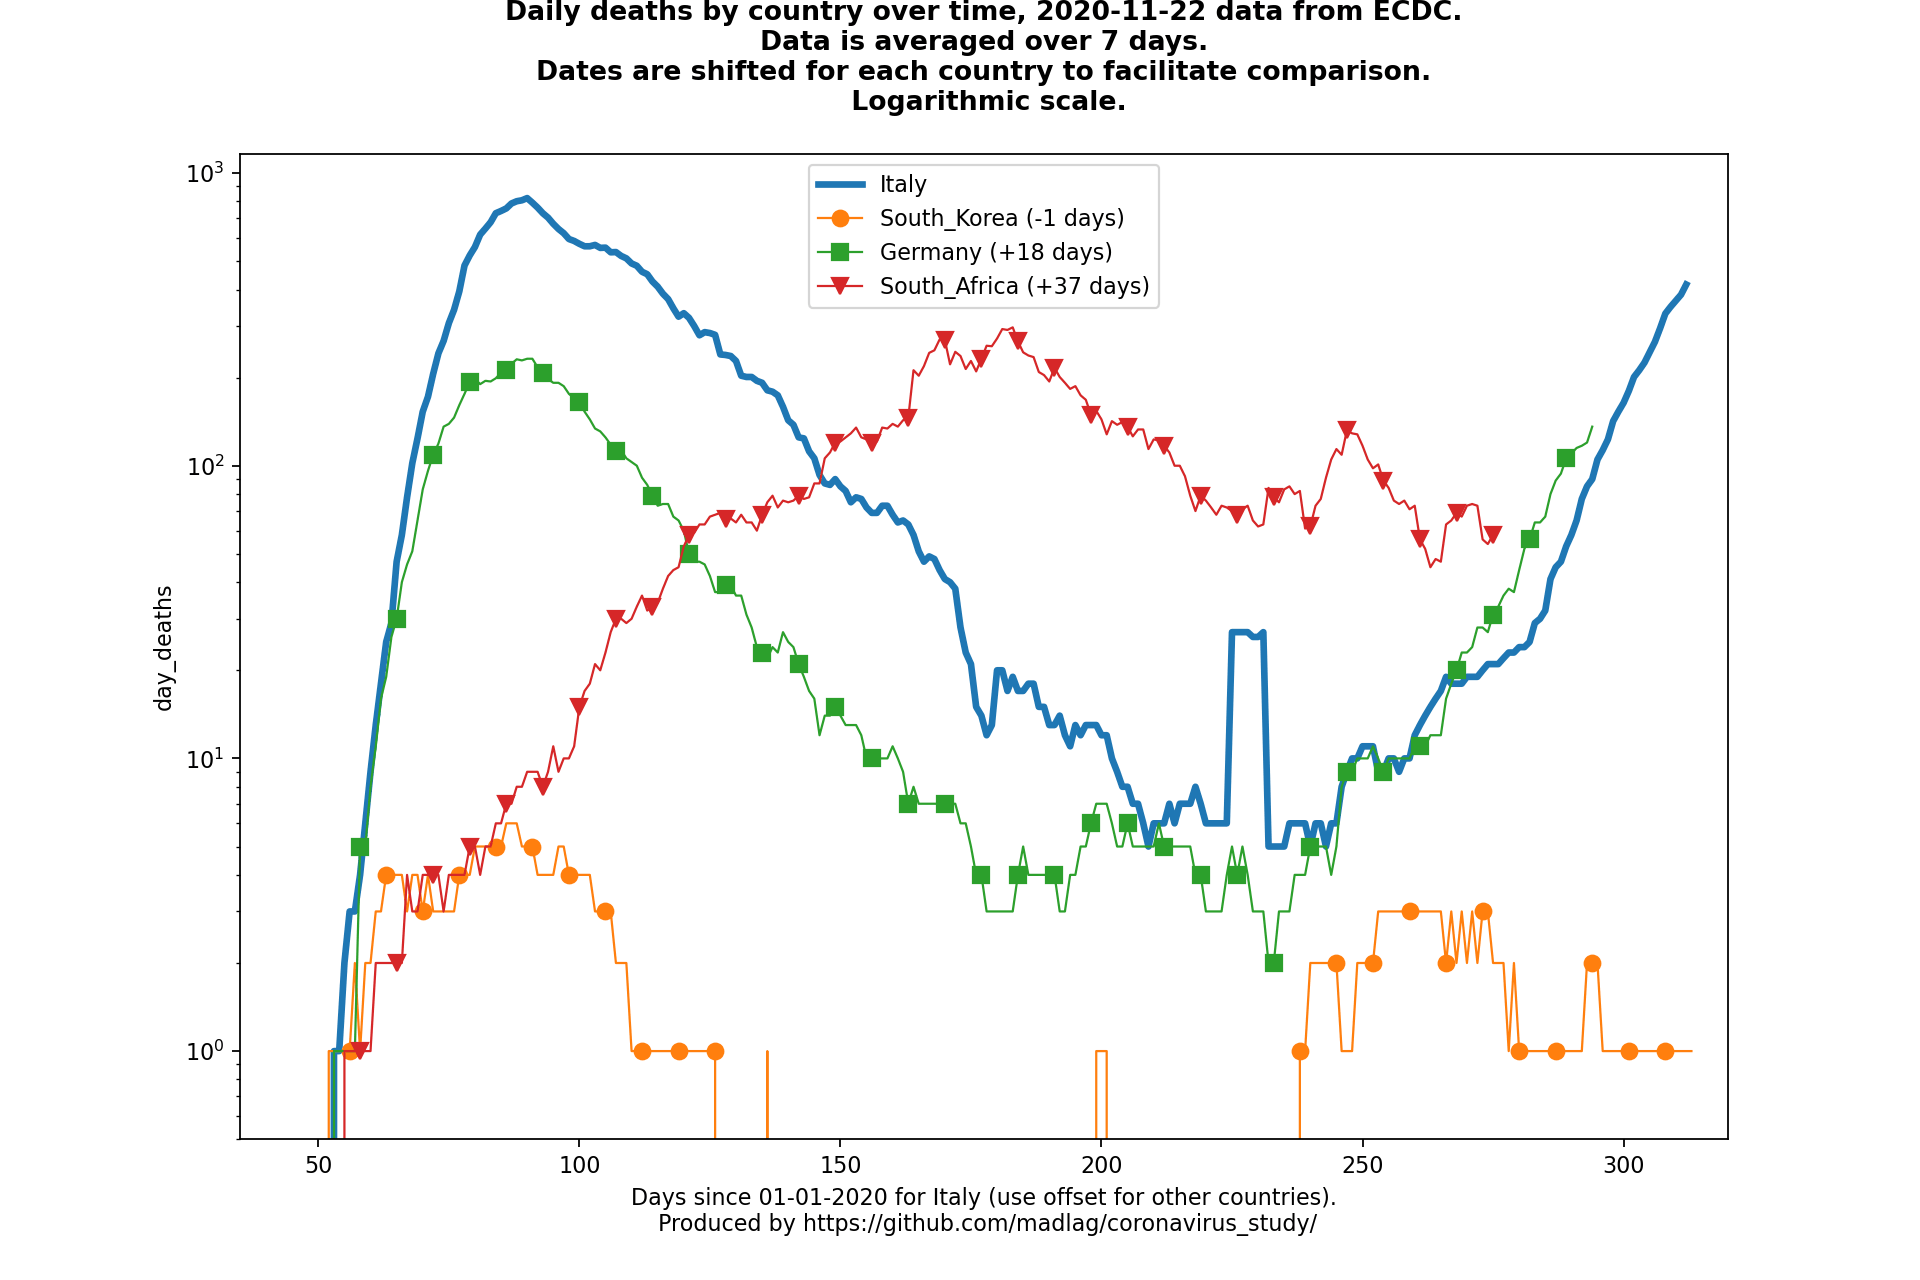 Daily deaths by country over time, 2020-11-22 data from ECDC.
Data is averaged over 7 days.
Dates are shifted for each country to facilitate comparison.
Logarithmic scale.
10³
10²
10¹
10⁰
day_deaths
Italy
South_Korea (-1 days)
Germany (+18 days)
South_Africa (+37 days)
50 100 150 200 250 300
Days since 01-01-2020 for Italy (use offset for other countries).
Produced by https://github.com/madlag/coronavirus_study/